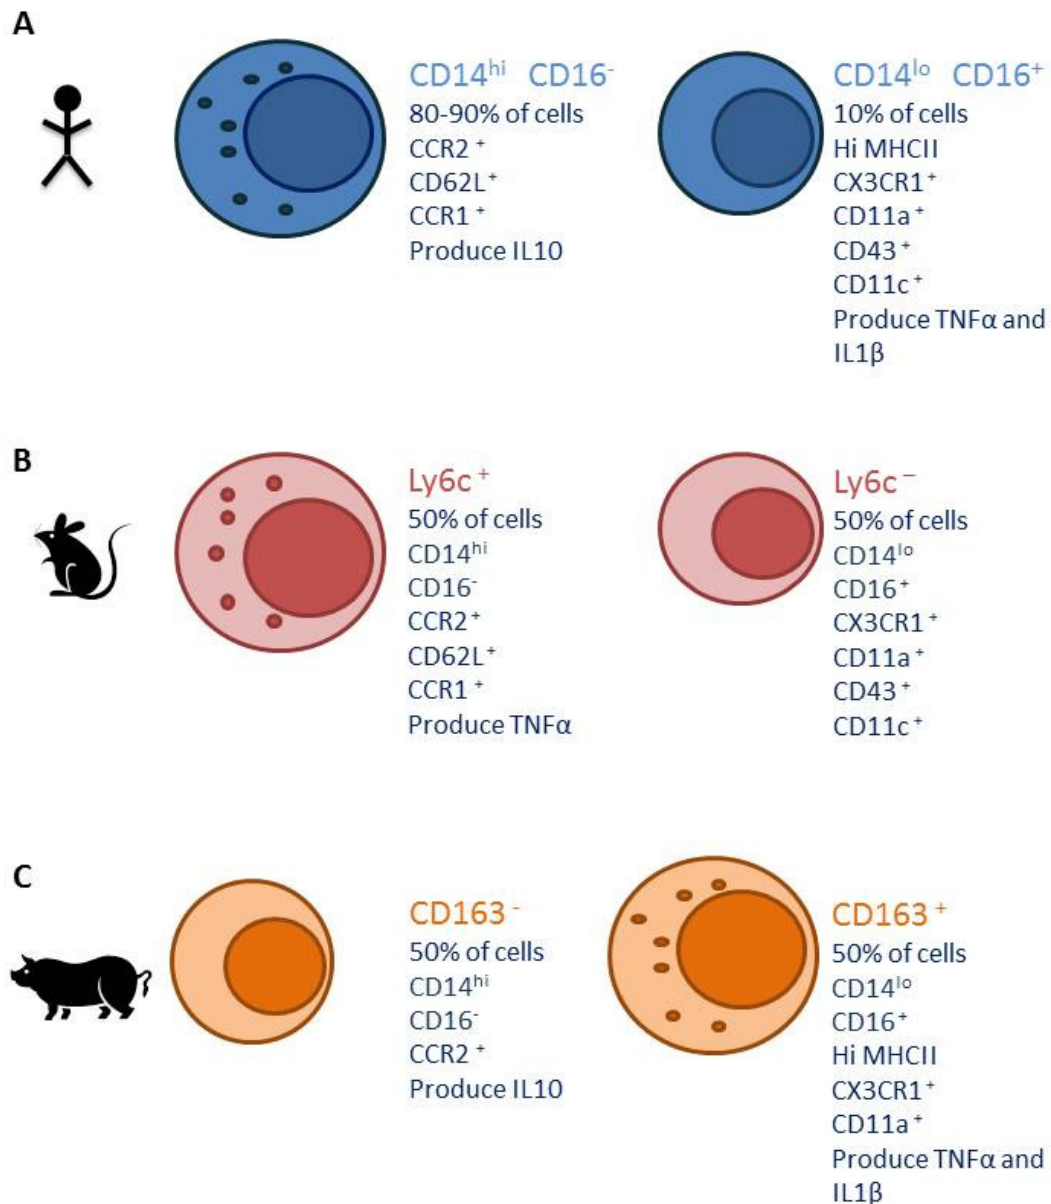 A
CD14hi CD16-
80-90% of cells
CCR2 +
CD62L+
CCR1 +
Produce IL10
CD14lo CD16+
10% of cells
Hi MHCII
CX3CR1+
CD11a +
CD43 +
CD11c +
Produce TNFα and
IL1β
B
Ly6c +
50% of cells
CD14hi
CD16-
CCR2+
CD62L+
CCR1 +
Produce TNFα
Ly6c –
50% of cells
CD14lo
CD16+
CX3CR1 +
CD11a +
CD43 +
CD11c +
C
CD163 -
50% of cells
CD14hi
CD16-
CCR2 +
Produce IL10
CD163 +
50% of cells
CD14lo
CD16+
Hi MHCII
CX3CR1+
CD11a +
Produce TNFα and
IL1β